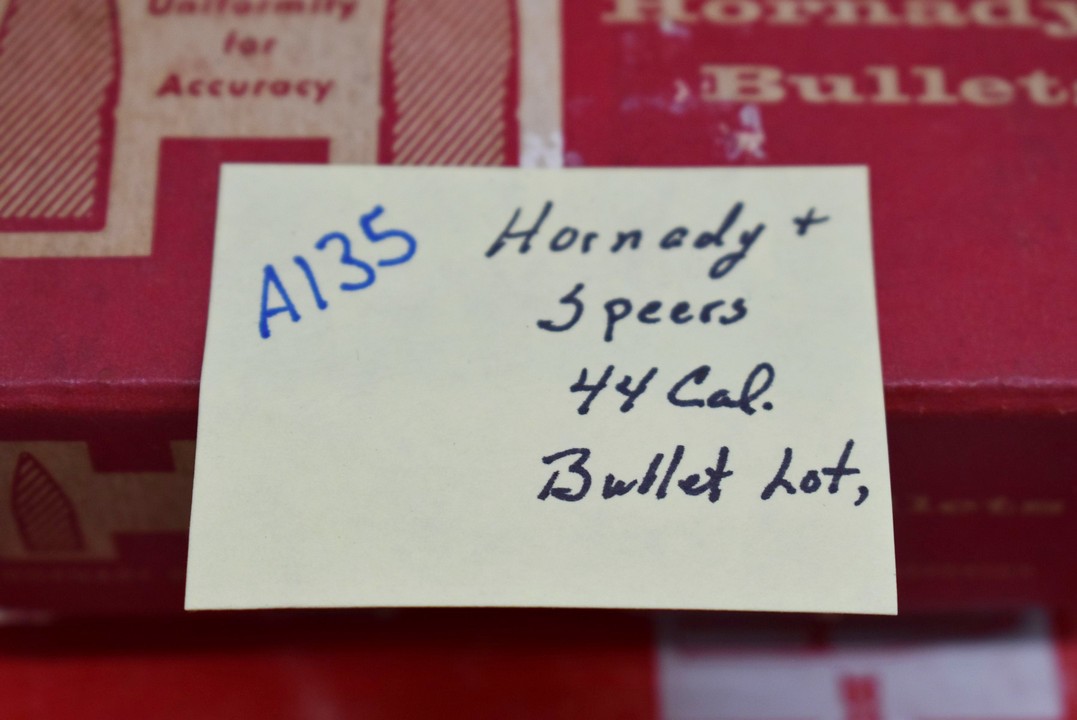 Uniformity
for
Accuracy
Hornady
Bullets
A135
Hornady +
Speers
44 Cal.
Bullet Lot,